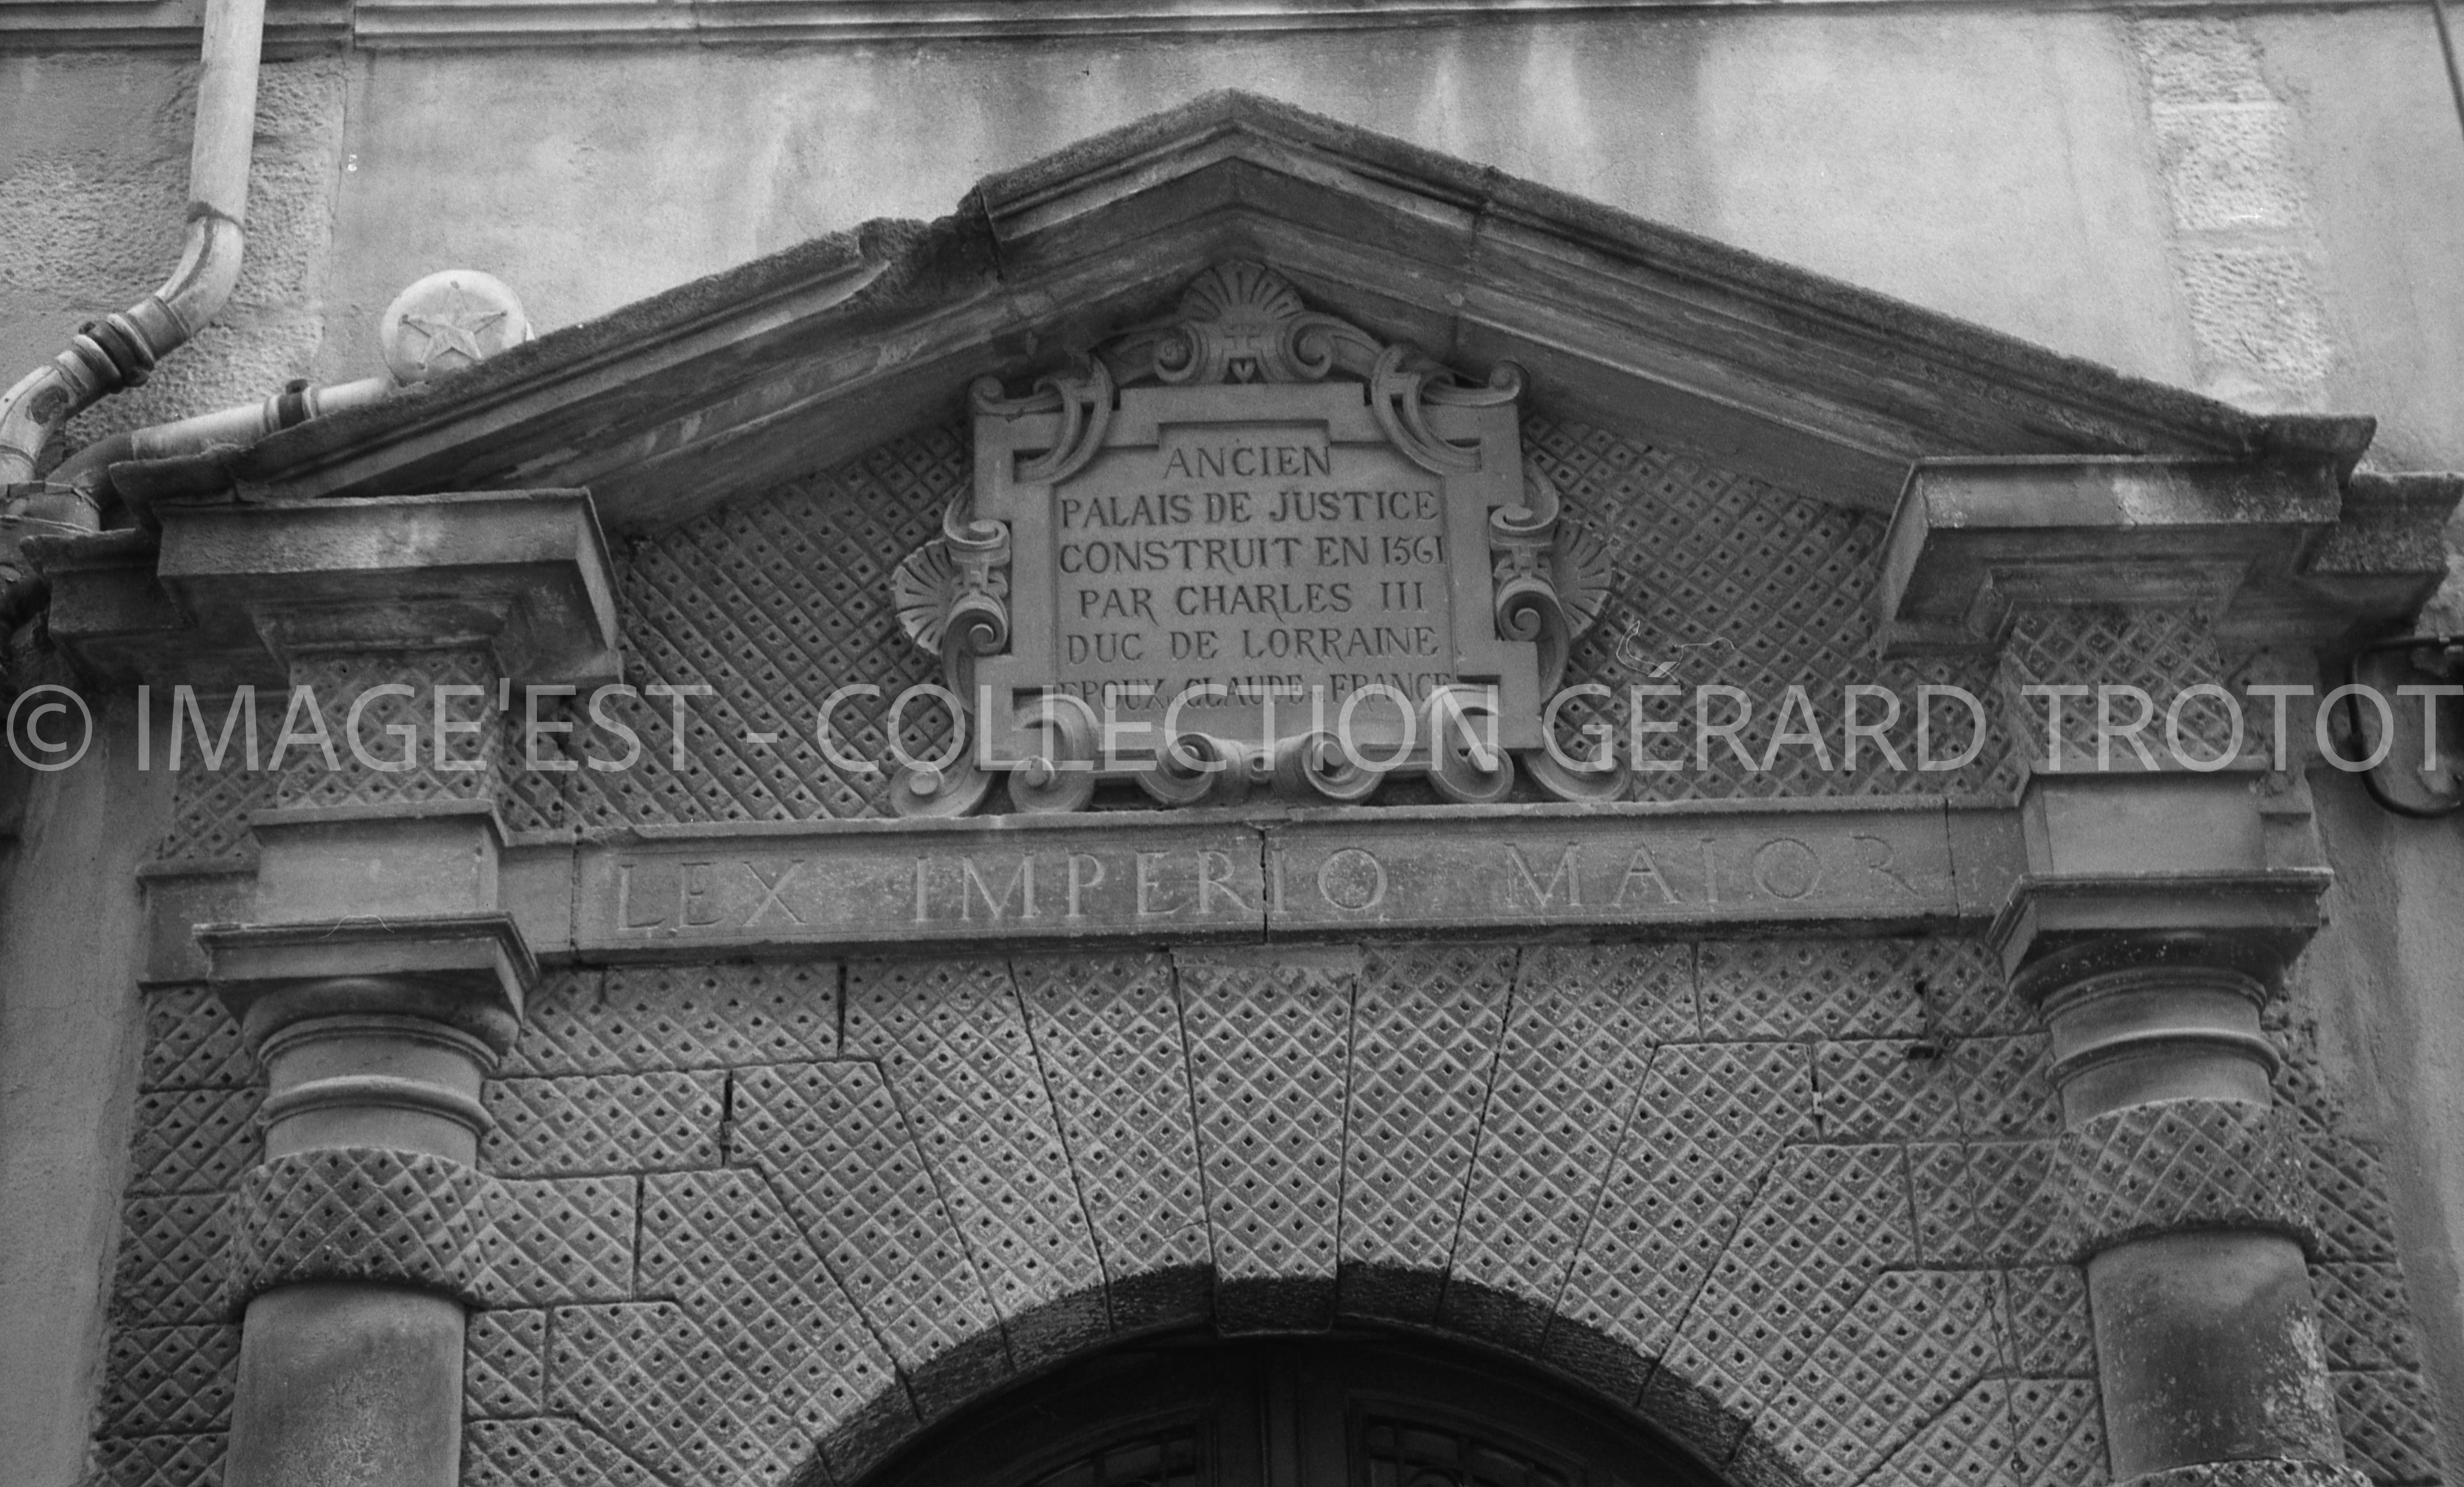 ANCIEN
PALAIS DE JUSTICE
CONSTRUIT EN 1561
PAR CHARLES III
DUC DE LORRAINE
EPOUX CLAUDE FRANCE
© IMAGE'EST - COLLECTION GÉRARD TROTOT
LEX IMPERIO MAIOR